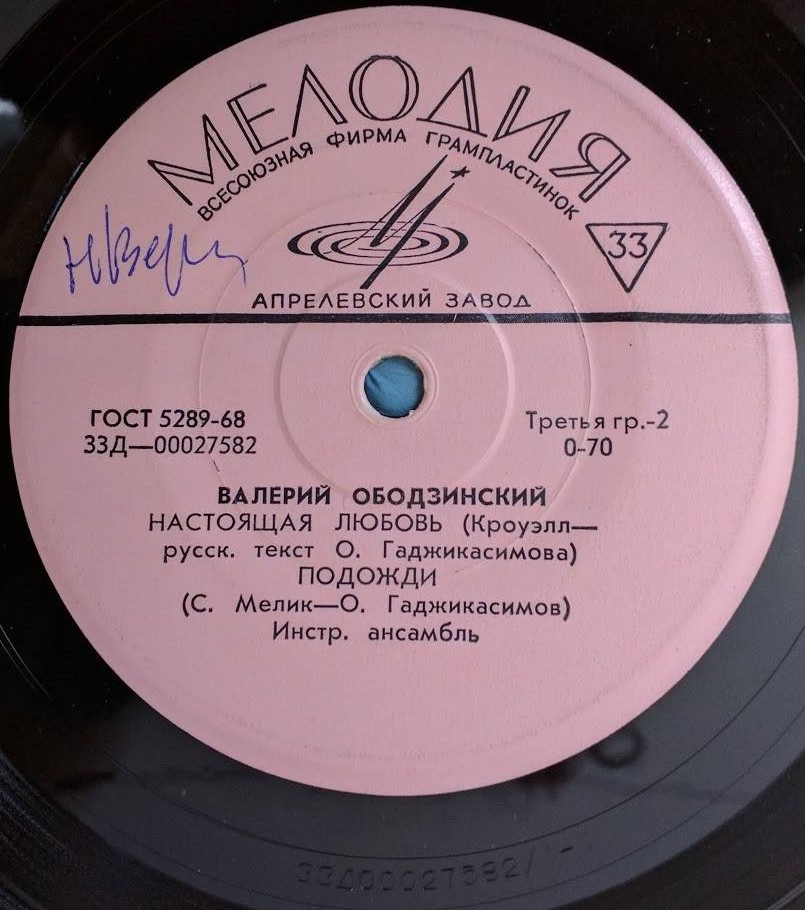 МЕЛОДИЯ
ВСЕСОЮЗНАЯ ФИРМА ГРАМПЛАСТИНОК
33
АПРЕЛЕВСКИЙ ЗАВОД
ГОСТ 5289-68
33Д—00027582
Третья гр.-2
0-70
ВАЛЕРИЙ ОБОДЗИНСКИЙ
НАСТОЯЩАЯ ЛЮБОВЬ (Кроуэлл—
русск. текст О. Гаджикасимова)
ПОДОЖДИ
(С. Мелик—О. Гаджикасимов)
Инстр. ансамбль
33Д00027582/